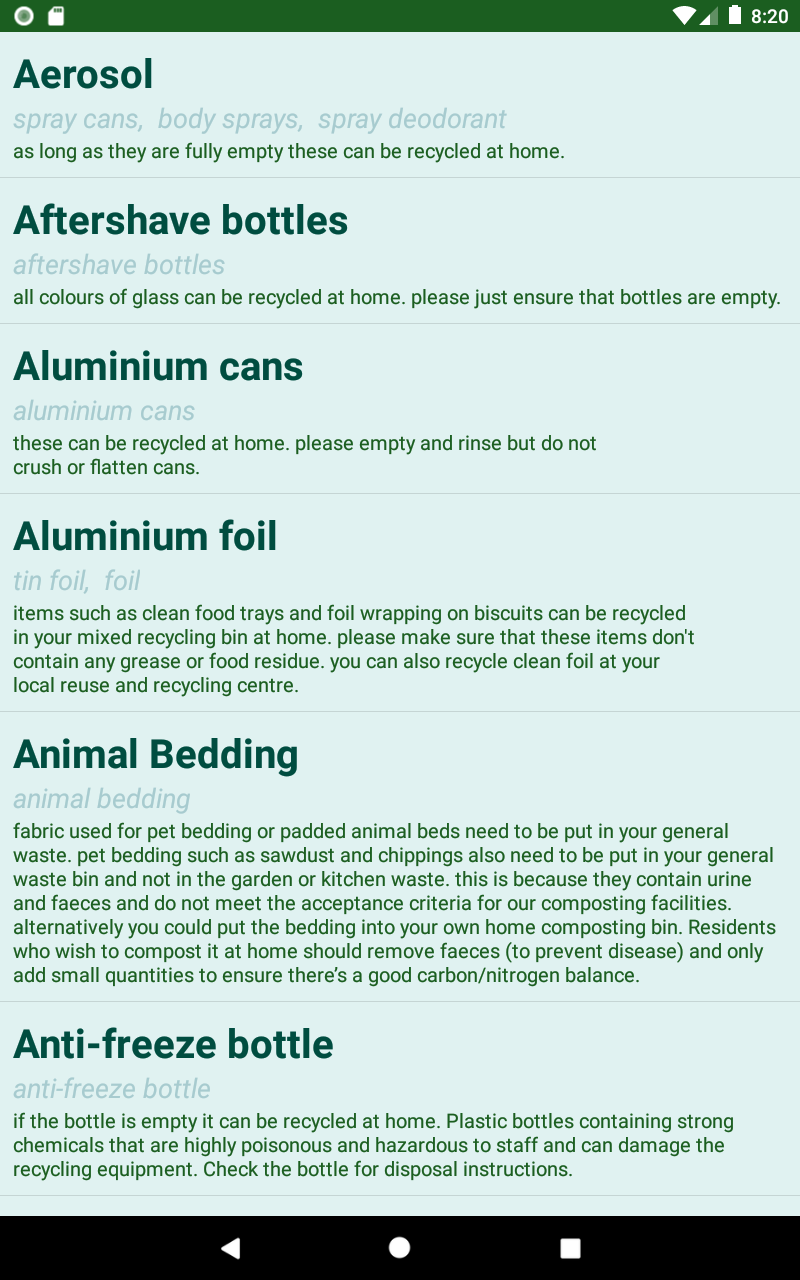 8:20
Aerosol
spray cans,  body sprays,  spray deodorant
as long as they are fully empty these can be recycled at home.
Aftershave bottles
aftershave bottles
all colours of glass can be recycled at home. please just ensure that bottles are empty.
Aluminium cans
aluminium cans
these can be recycled at home. please empty and rinse but do not
crush or flatten cans.
Aluminium foil
tin foil,  foil
items such as clean food trays and foil wrapping on biscuits can be recycled
in your mixed recycling bin at home. please make sure that these items don't
contain any grease or food residue. you can also recycle clean foil at your
local reuse and recycling centre.
Animal Bedding
animal bedding
fabric used for pet bedding or padded animal beds need to be put in your general
waste. pet bedding such as sawdust and chippings also need to be put in your general
waste bin and not in the garden or kitchen waste. this is because they contain urine
and faeces and do not meet the acceptance criteria for our composting facilities.
alternatively you could put the bedding into your own home composting bin. Residents
who wish to compost it at home should remove faeces (to prevent disease) and only
add small quantities to ensure there’s a good carbon/nitrogen balance.
Anti-freeze bottle
anti-freeze bottle
if the bottle is empty it can be recycled at home. Plastic bottles containing strong
chemicals that are highly poisonous and hazardous to staff and can damage the
recycling equipment. Check the bottle for disposal instructions.